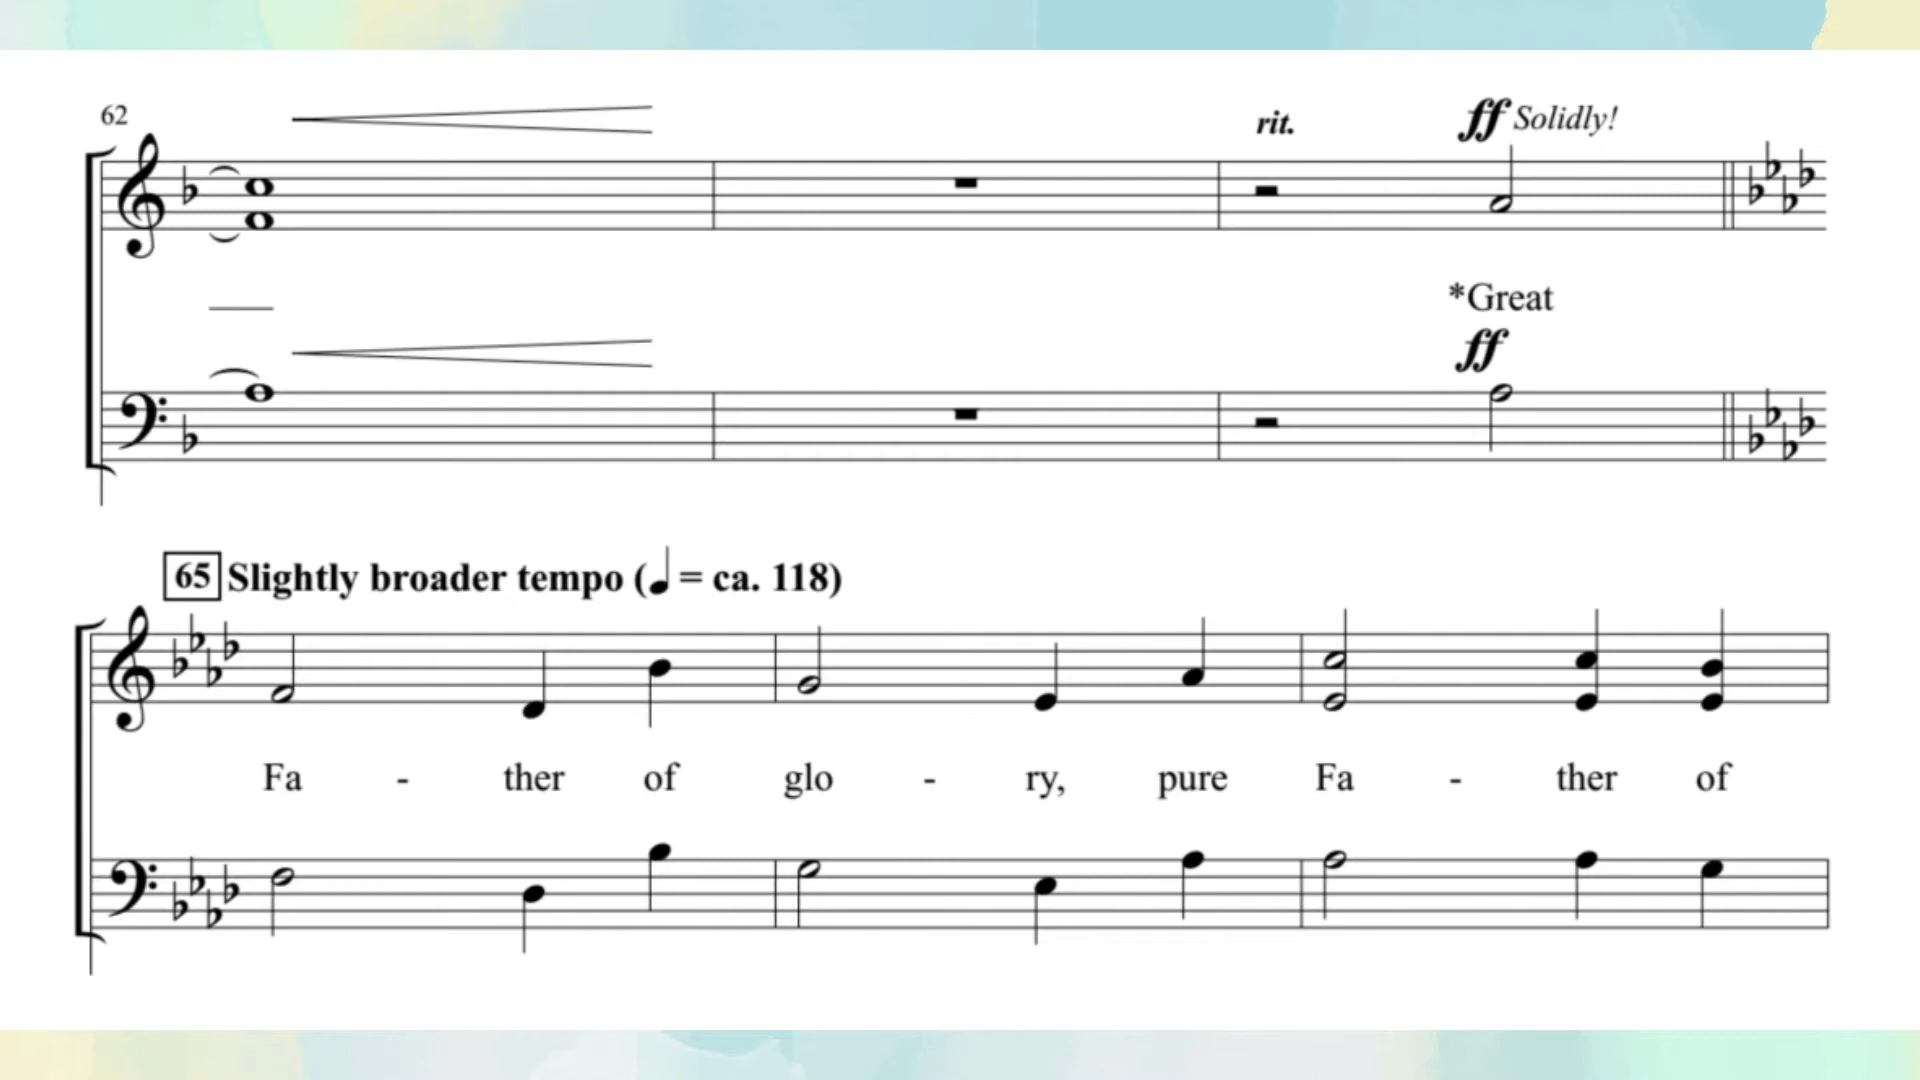 62
rit.
ff Solidly!
*Great
ff
65 Slightly broader tempo (♩ = ca. 118)
Fa - ther of glo - ry, pure Fa - ther of